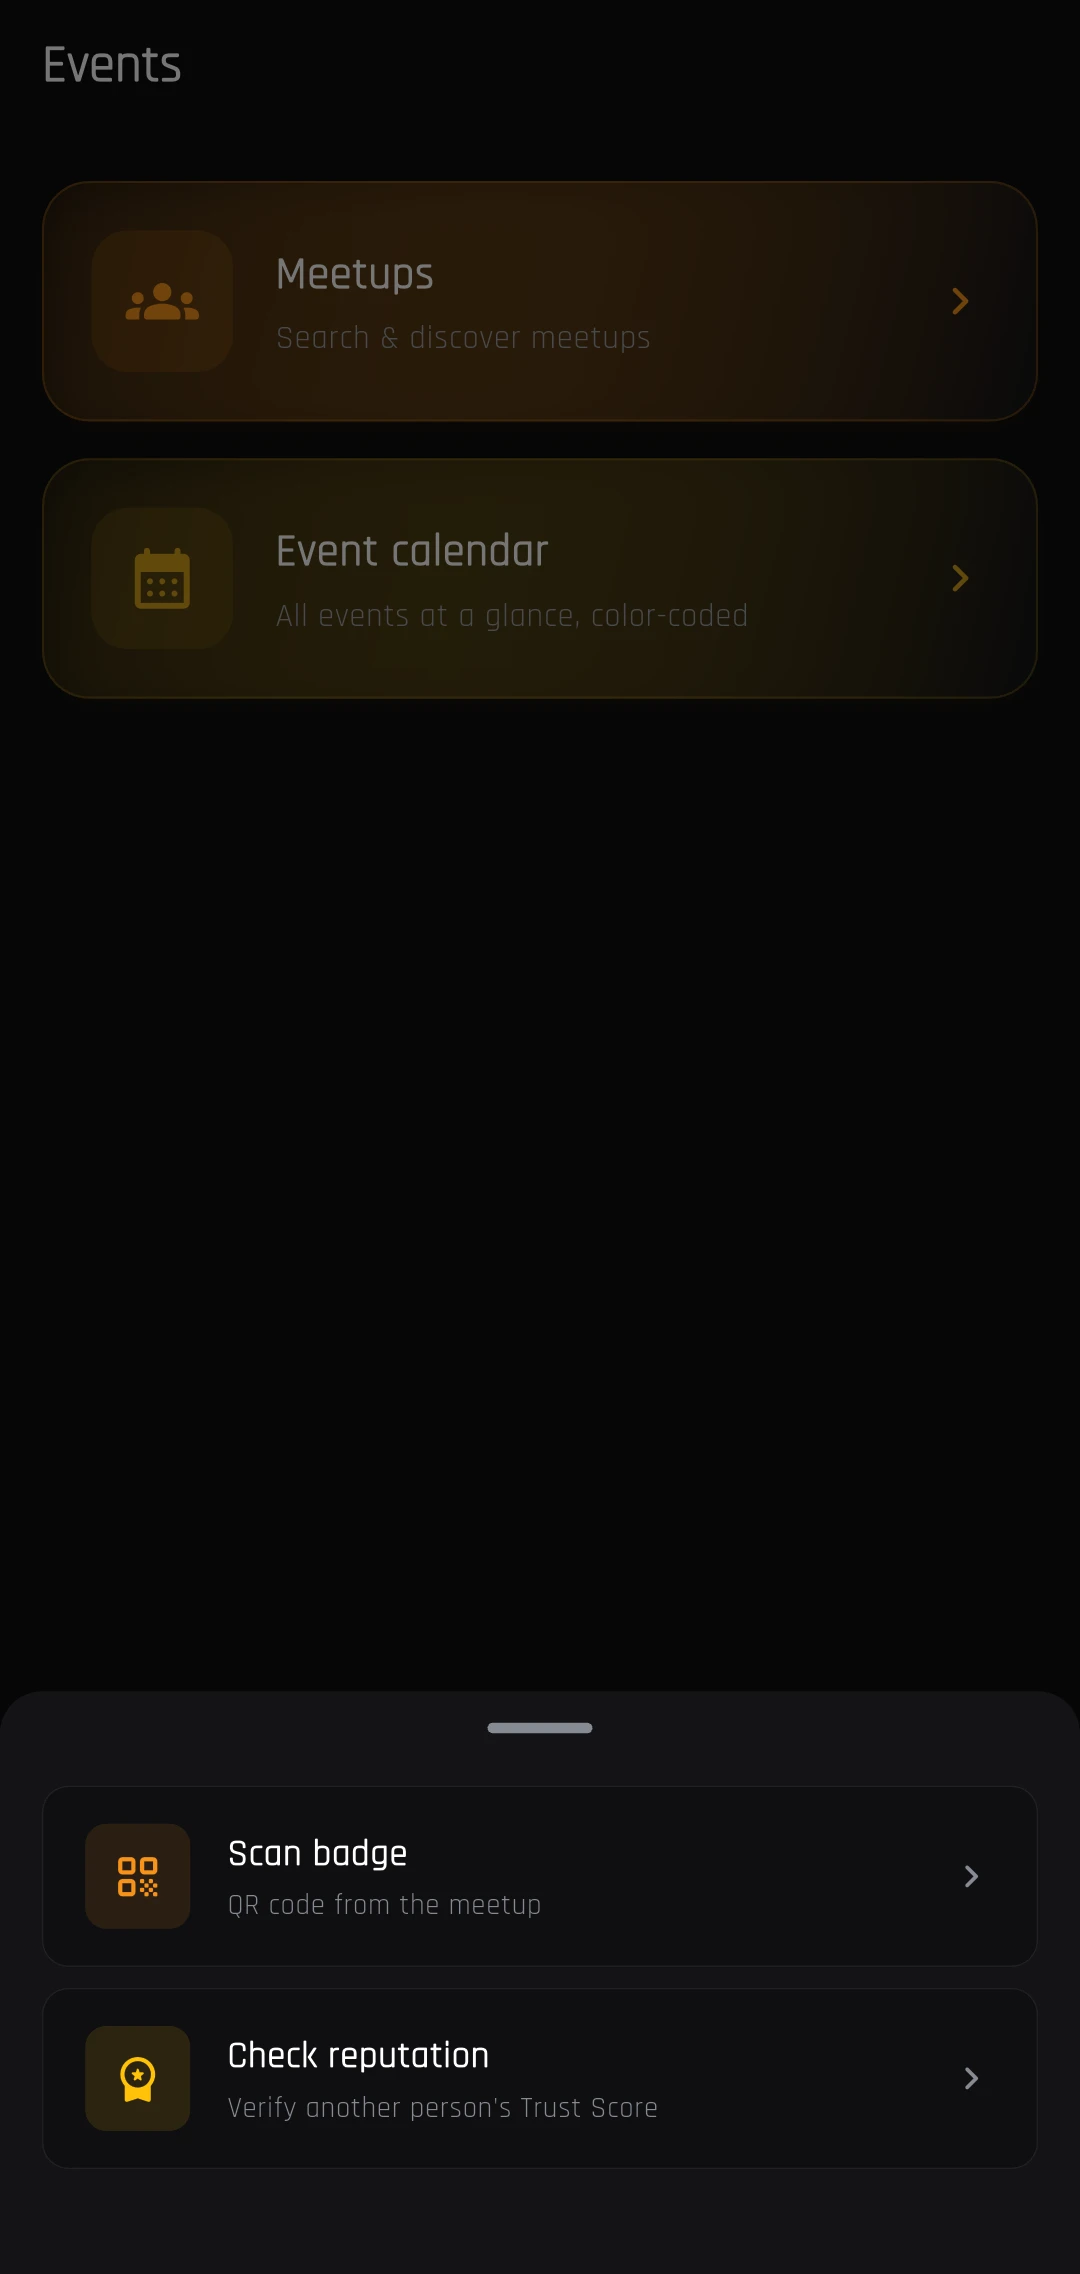 Events
Meetups
Search & discover meetups
Event calendar
All events at a glance, color-coded
Scan badge
QR code from the meetup
Check reputation
Verify another person's Trust Score